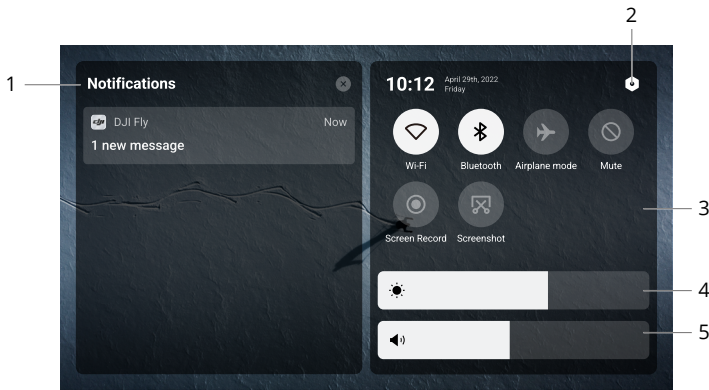 2
1
Notifications
DJI Fly
Now
1 new message
10:12
April 29th, 2022
Friday
Wi-Fi
Bluetooth
Airplane mode
Mute
Screen Record
Screenshot
3
4
5